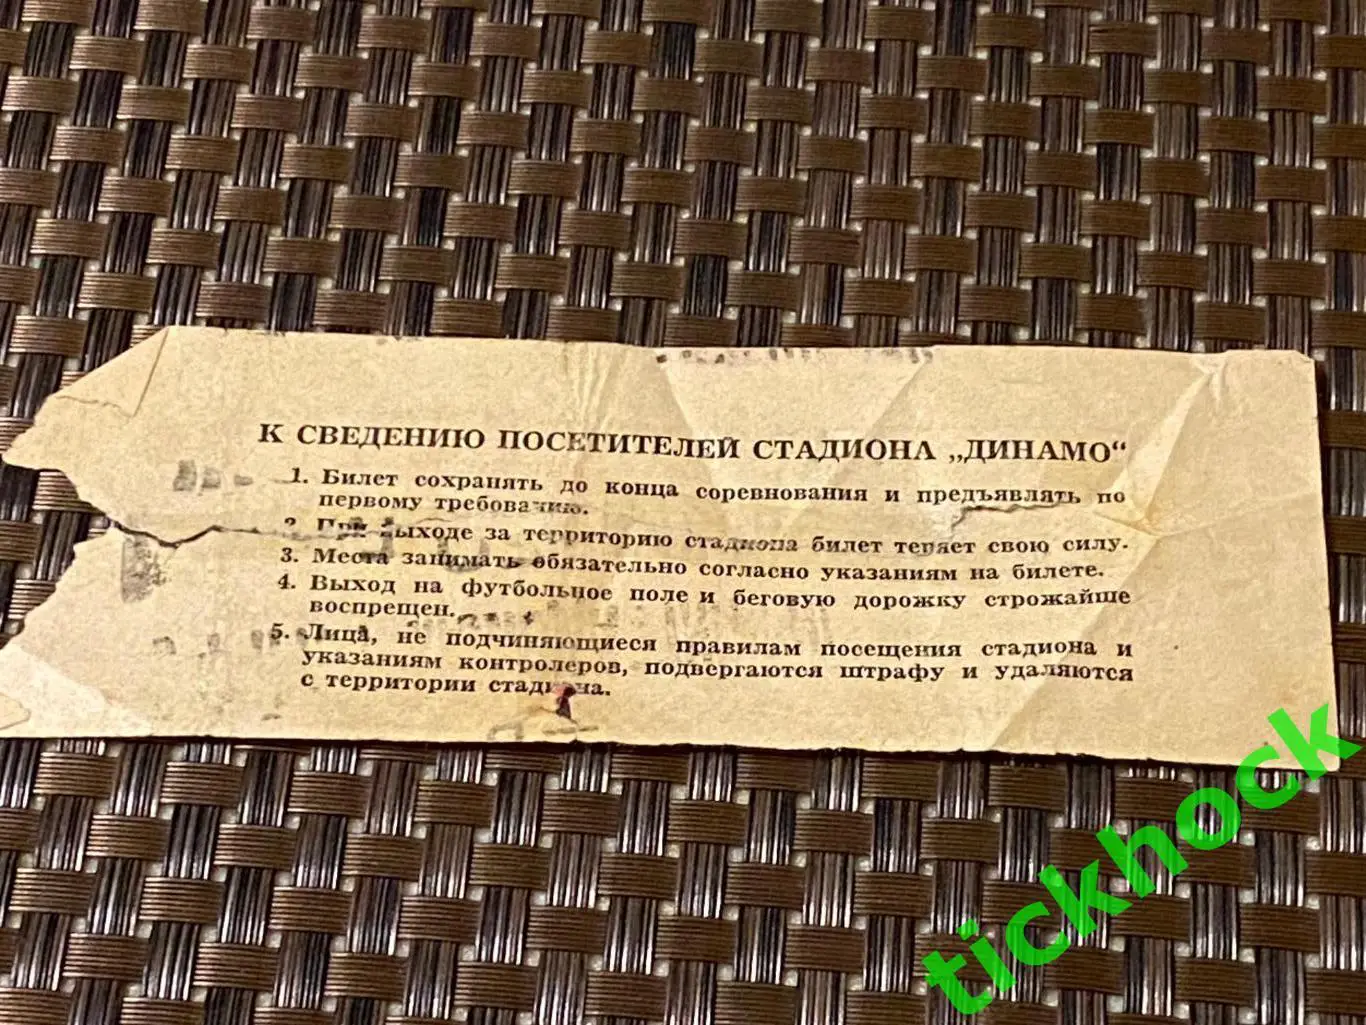 К СВЕДЕНИЮ ПОСЕТИТЕЛЕЙ СТАДИОНА „ДИНАМО“
1. Билет сохранять до конца соревнования и предъявлять по
первому требованию.
2. При выходе за территорию стадиона билет теряет свою силу.
3. Места занимать обязательно согласно указаниям на билете.
4. Выход на футбольное поле и беговую дорожку строжайше
воспрещен.
5. Лица, не подчиняющиеся правилам посещения стадиона и
указаниям контролеров, подвергаются штрафу и удаляются
с территории стадиона.
tickhock